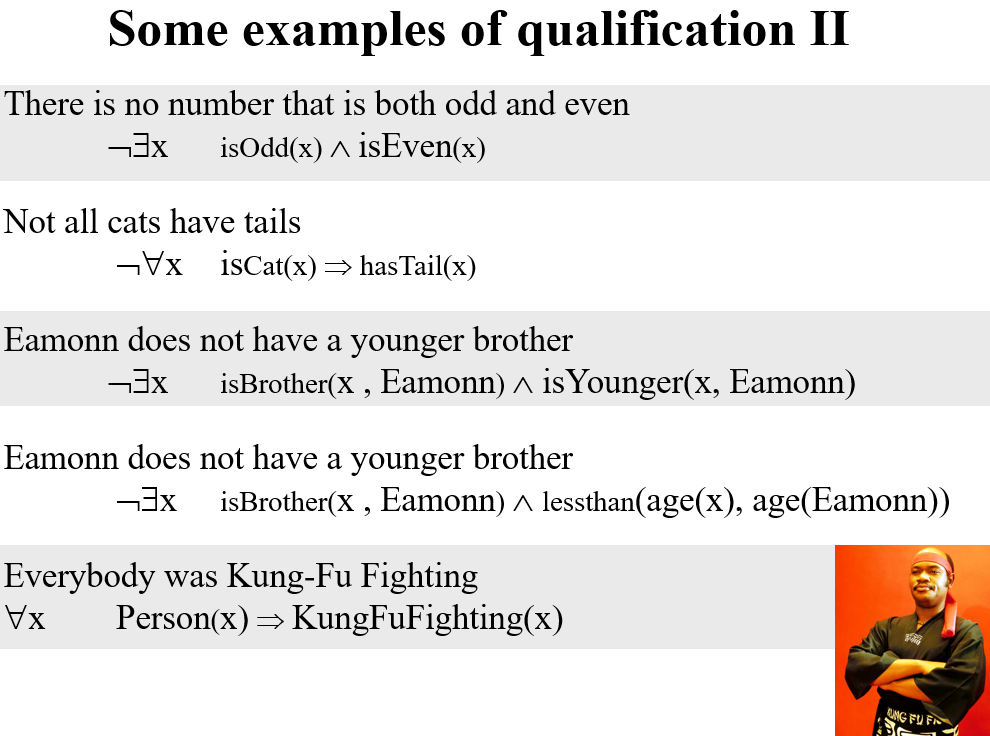 Some examples of qualification II
There is no number that is both odd and even
¬∃x isOdd(x) ∧ isEven(x)
Not all cats have tails
¬∀x isCat(x) ⇒ hasTail(x)
Eamonn does not have a younger brother
¬∃x isBrother(x , Eamonn) ∧ isYounger(x, Eamonn)
Eamonn does not have a younger brother
¬∃x isBrother(x , Eamonn) ∧ lessthan(age(x), age(Eamonn))
Everybody was Kung-Fu Fighting
∀x Person(x) ⇒ KungFuFighting(x)
KUNG FU